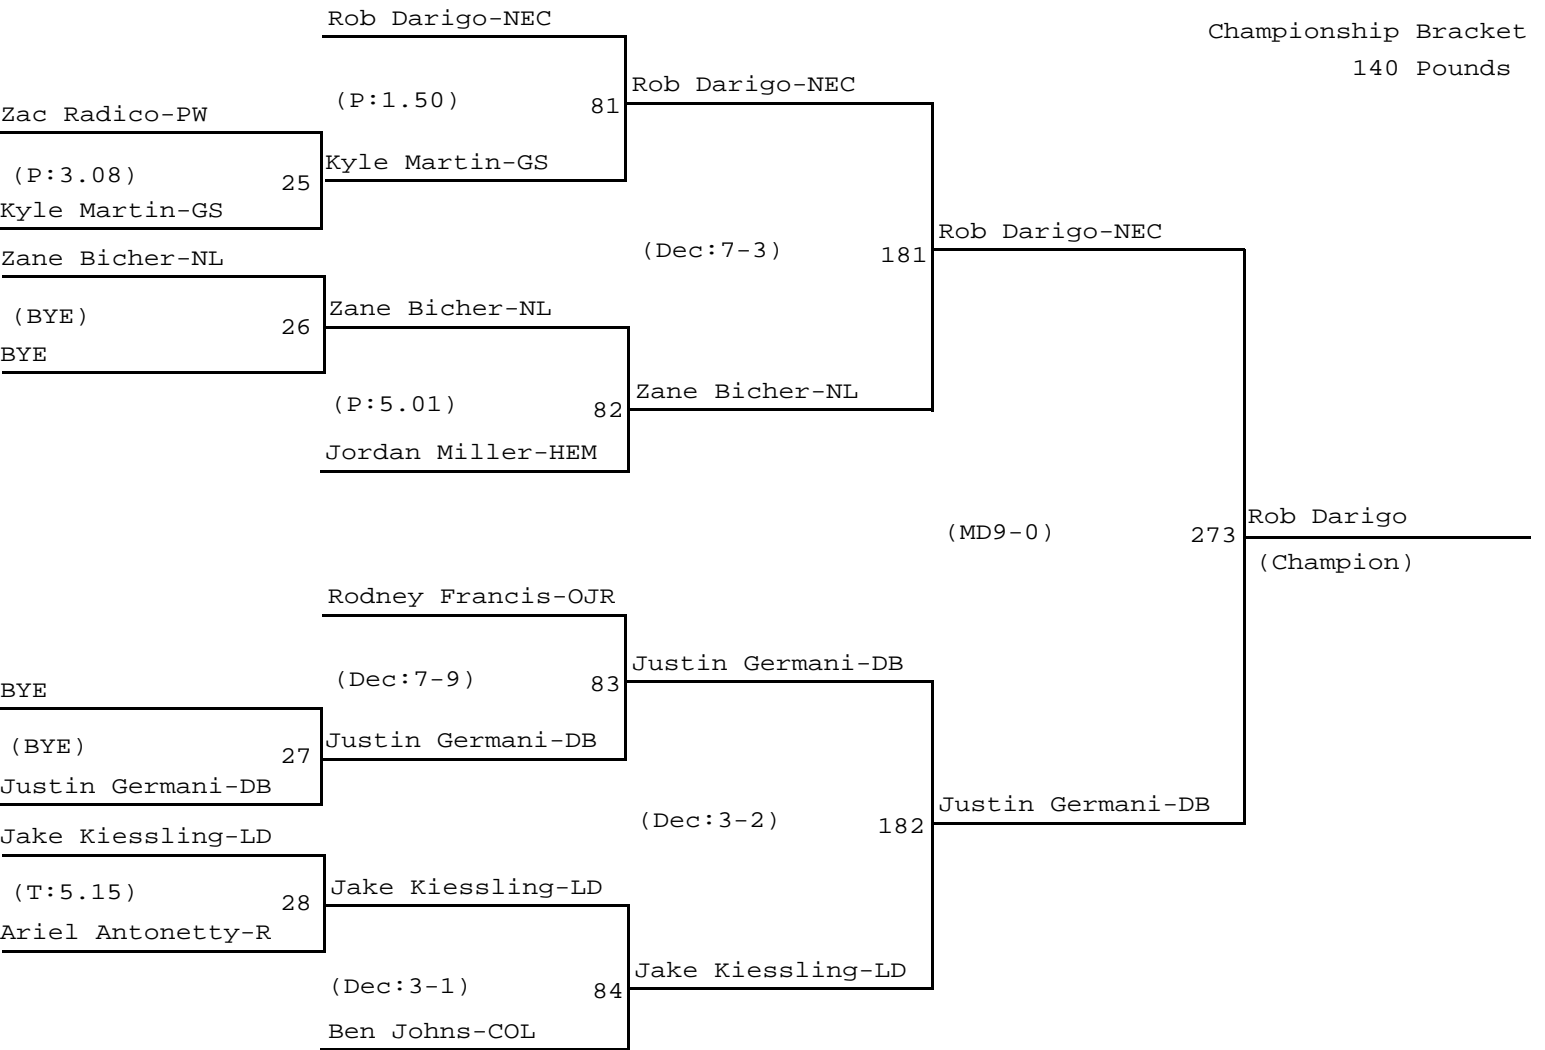 Rob Darigo-NEC
Championship Bracket
140 Pounds
Rob Darigo-NEC
(P:1.50)
81
Zac Radico-PW
Kyle Martin-GS
(P:3.08)
25
Kyle Martin-GS
Rob Darigo-NEC
(Dec:7-3)
181
Zane Bicher-NL
Zane Bicher-NL
(BYE)
26
BYE
Zane Bicher-NL
(P:5.01)
82
Jordan Miller-HEM
Rob Darigo
(MD9-0)
273
(Champion)
Rodney Francis-OJR
Justin Germani-DB
(Dec:7-9)
83
BYE
Justin Germani-DB
(BYE)
27
Justin Germani-DB
Justin Germani-DB
(Dec:3-2)
182
Jake Kiessling-LD
Jake Kiessling-LD
(T:5.15)
28
Ariel Antonetty-R
Jake Kiessling-LD
(Dec:3-1)
84
Ben Johns-COL